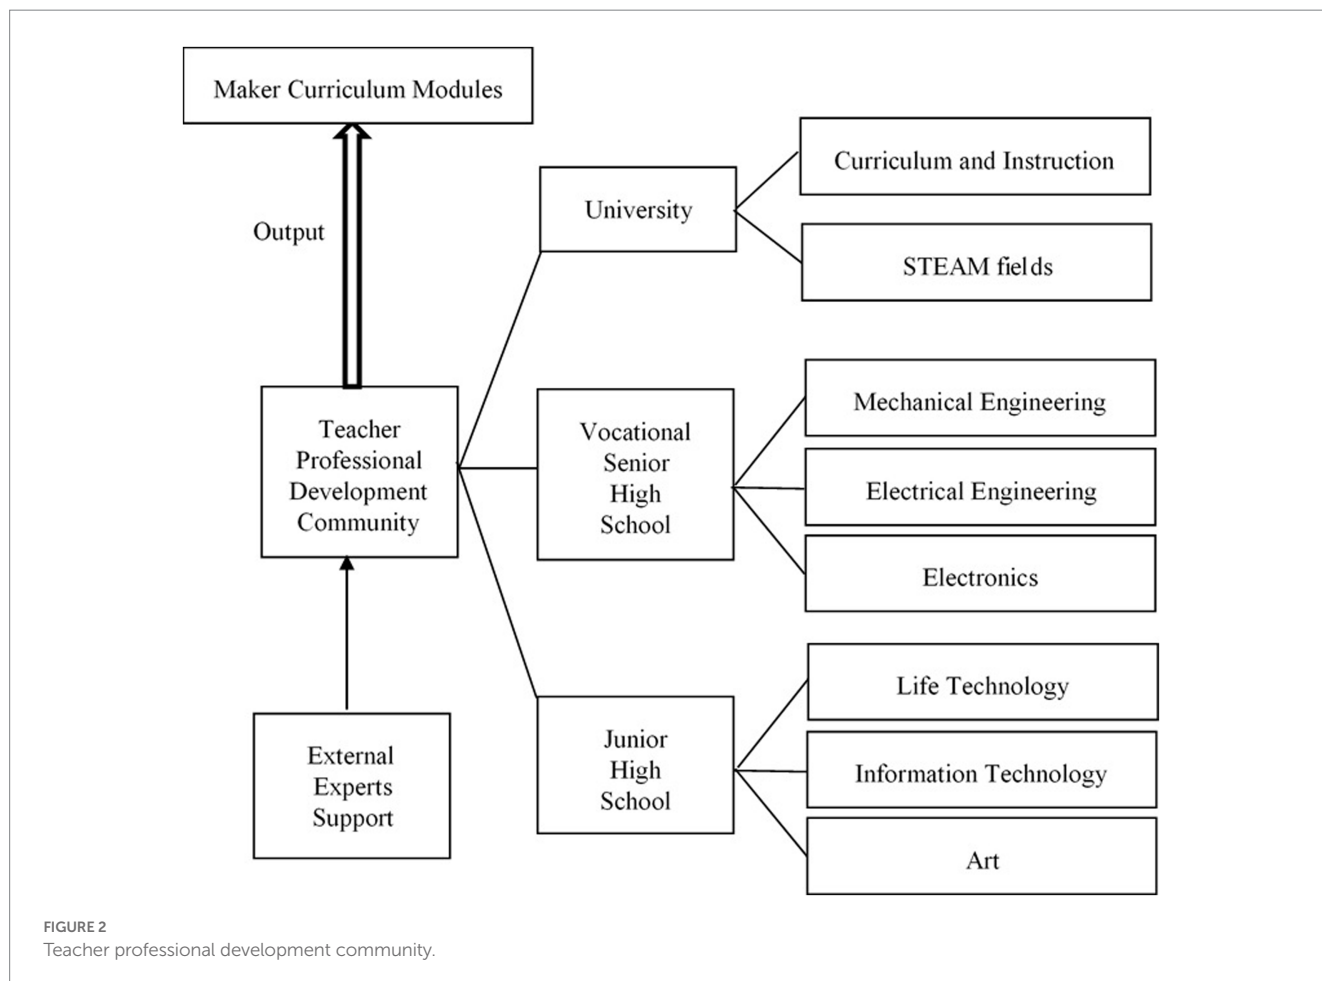 Maker Curriculum Modules
Output
Teacher
Professional
Development
Community
External
Experts
Support
University
Curriculum and Instruction
STEAM fields
Vocational
Senior
High
School
Mechanical Engineering
Electrical Engineering
Electronics
Junior
High
School
Life Technology
Information Technology
Art
FIGURE 2
Teacher professional development community.